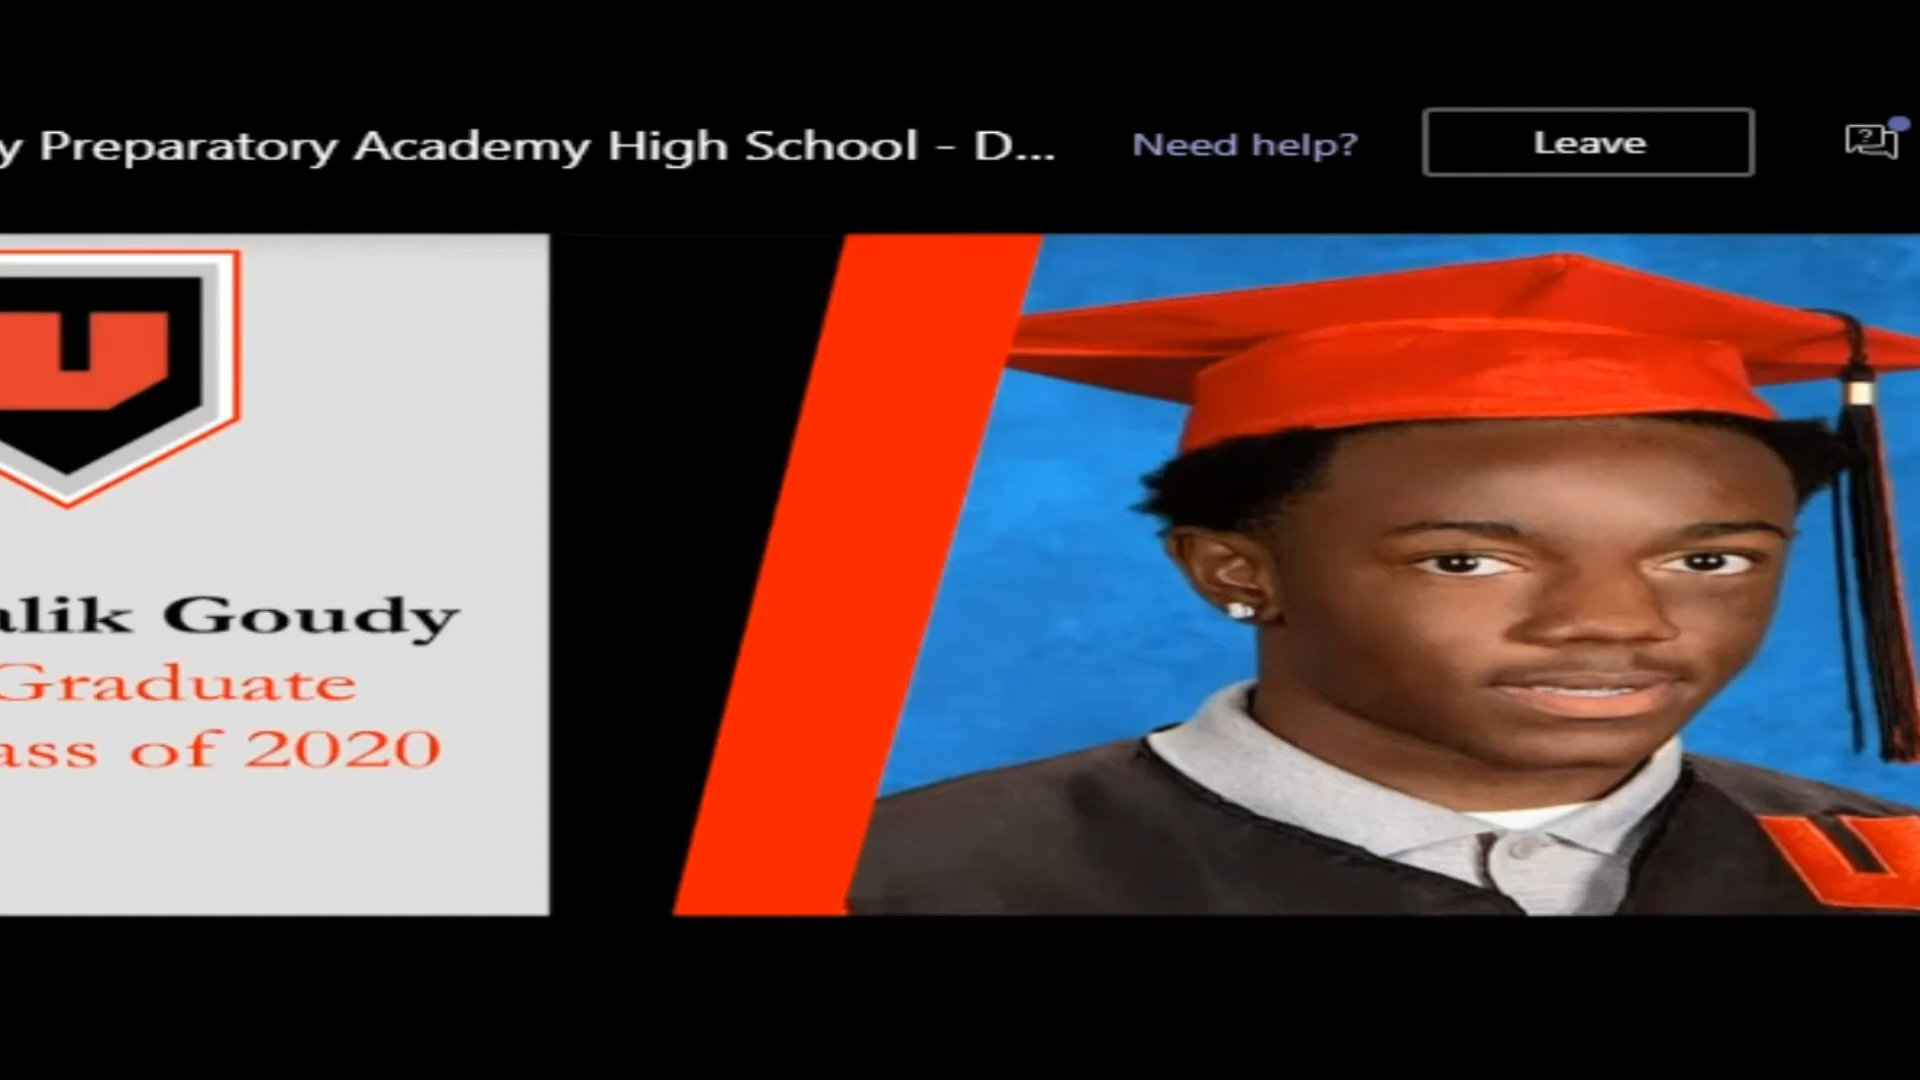 y Preparatory Academy High School - D...
Need help?
Leave
alik Goudy
Graduate
ass of 2020